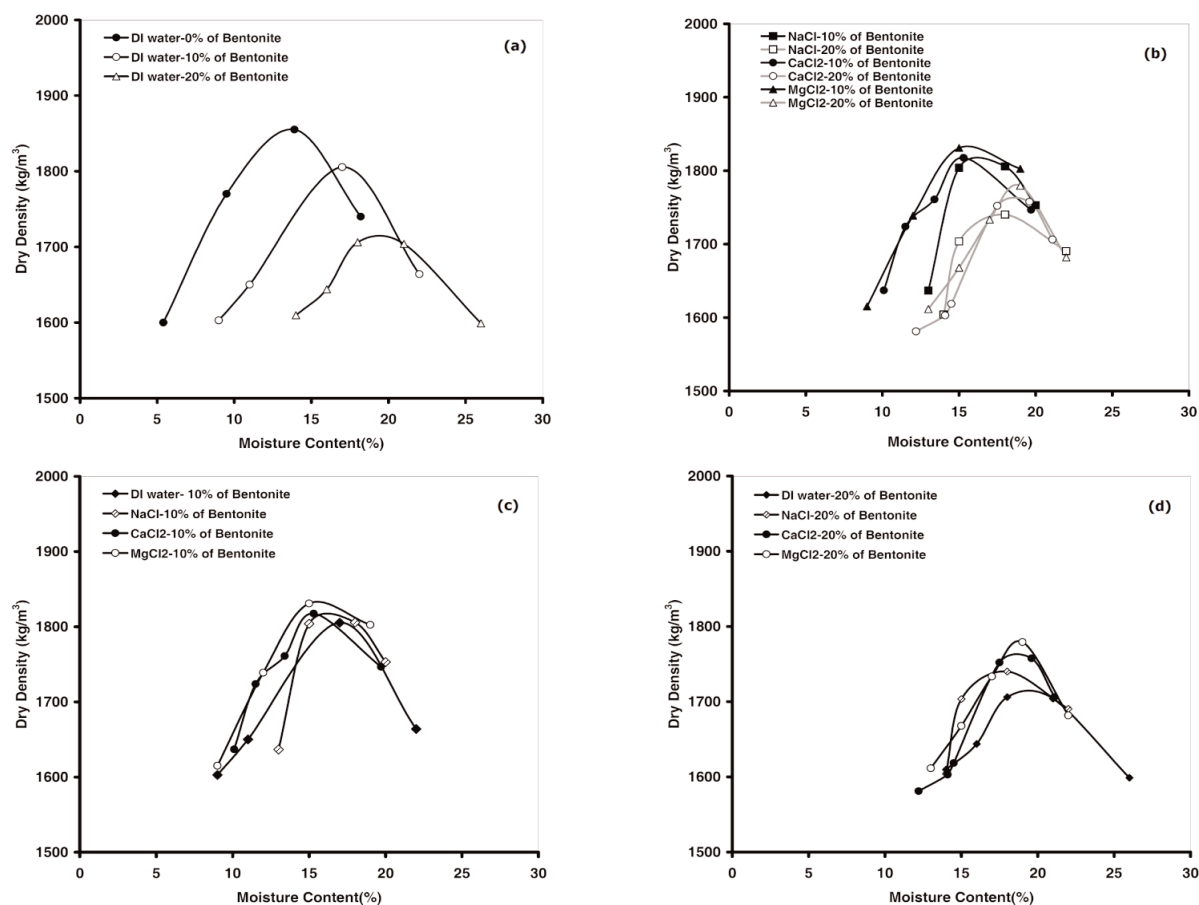 2000
1900
1800
1700
1600
1500
Dry Density (kg/m³)
DI water-0% of Bentonite
DI water-10% of Bentonite
DI water-20% of Bentonite
(a)
0 5 10 15 20 25 30
Moisture Content(%)
2000
1900
1800
1700
1600
1500
Dry Density (kg/m³)
NaCl-10% of Bentonite
NaCl-20% of Bentonite
CaCl2-10% of Bentonite
CaCl2-20% of Bentonite
MgCl2-10% of Bentonite
MgCl2-20% of Bentonite
(b)
0 5 10 15 20 25 30
Moisture Content(%)
2000
1900
1800
1700
1600
1500
Dry Density (kg/m³)
DI water- 10% of Bentonite
NaCl-10% of Bentonite
CaCl2-10% of Bentonite
MgCl2-10% of Bentonite
(c)
0 5 10 15 20 25 30
Moisture Content(%)
2000
1900
1800
1700
1600
1500
Dry Density (kg/m³)
DI water-20% of Bentonite
NaCl-20% of Bentonite
CaCl2-20% of Bentonite
MgCl2-20% of Bentonite
(d)
0 5 10 15 20 25 30
Moisture Content(%)